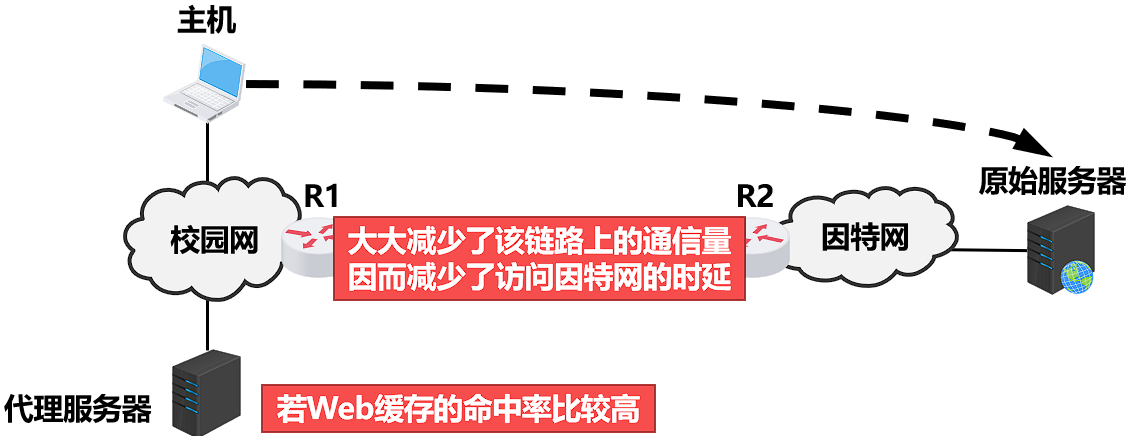 主机
原始服务器
R1
R2
校园网
大大减少了该链路上的通信量
因而减少了访问因特网的时延
因特网
代理服务器
若Web缓存的命中率比较高